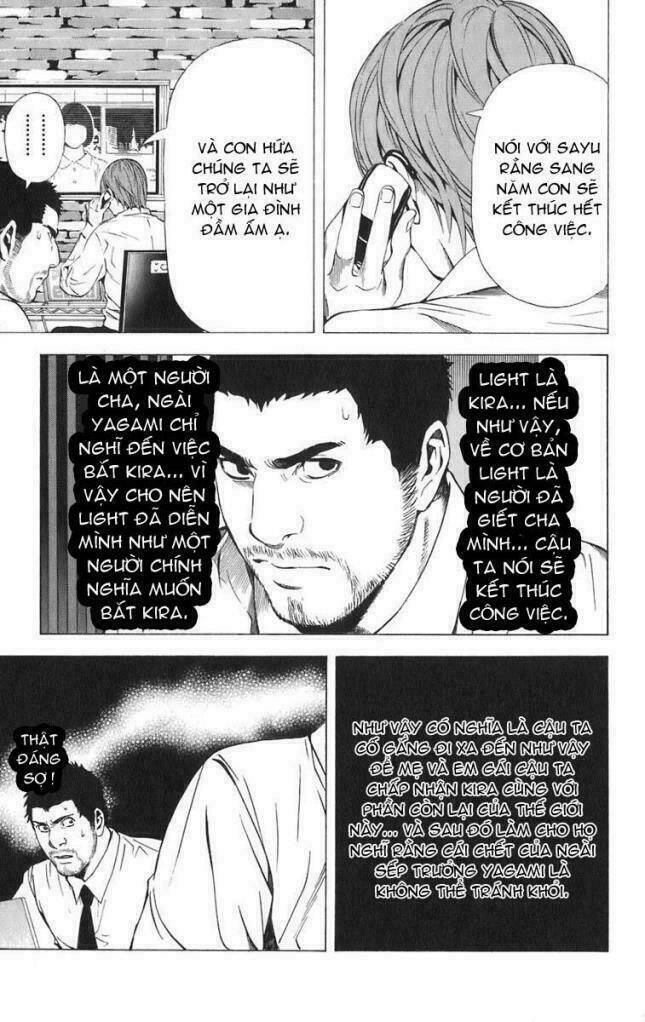 NÓI VỚI SAYU
RẰNG SANG
NĂM CON SẼ
KẾT THÚC HẾT
CÔNG VIỆC.
VÀ CON HỨA
CHÚNG TA SẼ
TRỞ LẠI NHƯ
MỘT GIA ĐÌNH
ĐẦM ẤM Ạ.
LIGHT LÀ
KIRA... NẾU
NHƯ VẬY,
VỀ CƠ BẢN
LIGHT LÀ
NGƯỜI ĐÃ
GIẾT CHA
MÌNH... CẬU
TA NÓI SẼ
KẾT THÚC
CÔNG VIỆC.
LÀ MỘT NGƯỜI
CHA, NGÀI
YAGAMI CHỈ
NGHĨ ĐẾN VIỆC
BẮT KIRA... VÌ
VẬY CHO NÊN
LIGHT ĐÃ DIỄN
MÌNH NHƯ MỘT
NGƯỜI CHÍNH
NGHĨA MUỐN
BẮT KIRA.
NHƯ VẬY CÓ NGHĨA LÀ CẬU TA
CỐ GẮNG ĐI XA ĐẾN NHƯ VẬY
ĐỂ MẸ VÀ EM GÁI CẬU TA
CHẤP NHẬN KIRA CÙNG VỚI
PHẦN CÒN LẠI CỦA THẾ GIỚI
NÀY... VÀ SAU ĐÓ LÀM CHO HỌ
NGHĨ RẰNG CÁI CHẾT CỦA NGÀI
SẾP TRƯỞNG YAGAMI LÀ
KHÔNG THỂ TRÁNH KHỎI.
THẬT
ĐÁNG
SỢ!